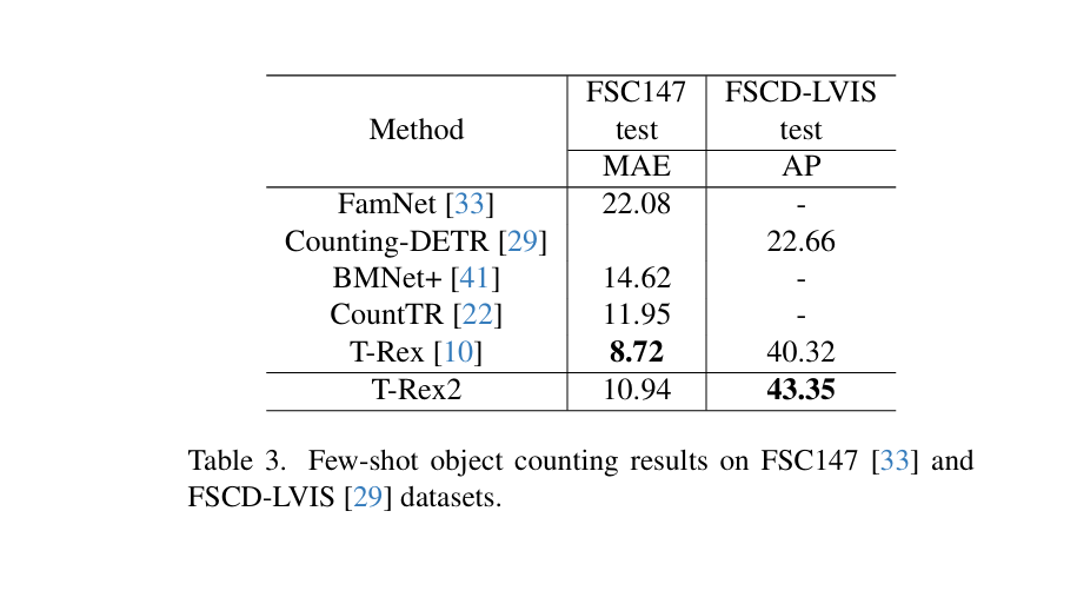 Method FSC147 FSCD-LVIS
test test
MAE AP
FamNet [33] 22.08 -
Counting-DETR [29] 22.66
BMNet+ [41] 14.62 -
CountTR [22] 11.95 -
T-Rex [10] 8.72 40.32
T-Rex2 10.94 43.35
Table 3. Few-shot object counting results on FSC147 [33] and
FSCD-LVIS [29] datasets.